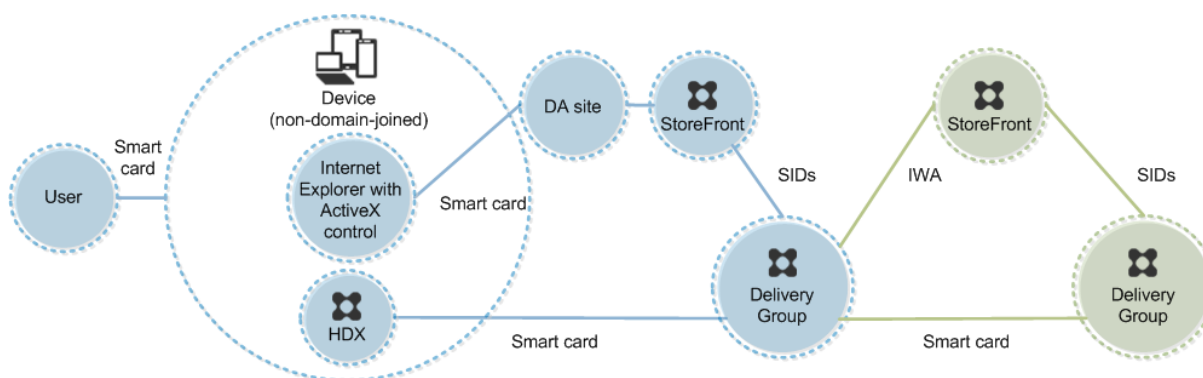 User
Smart
card
Device
(non-domain-joined)
Internet
Explorer with
ActiveX
control
HDX
Smart card
DA site
StoreFront
SIDs
Delivery
Group
Smart card
IWA
StoreFront
SIDs
Delivery
Group
Smart card